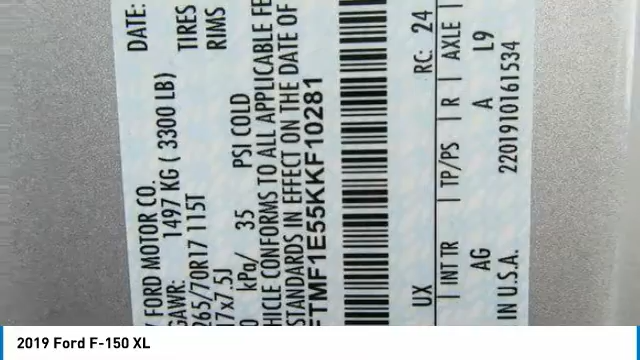 DATE:
Y FORD MOTOR CO.
GAWR: 1497 KG ( 3300 LB)
265/70R17 115T TIRES
17x7.5J RIMS
0 kPa/ 35 PSI COLD
HICLE CONFORMS TO ALL APPLICABLE FE
STANDARDS IN EFFECT ON THE DATE OF
FTMF1E55KKF10281
UX RC: 24
INT TR TP/PS R AXLE
AG A L9
IN U.S.A. 2201910161534
2019 Ford F-150 XL